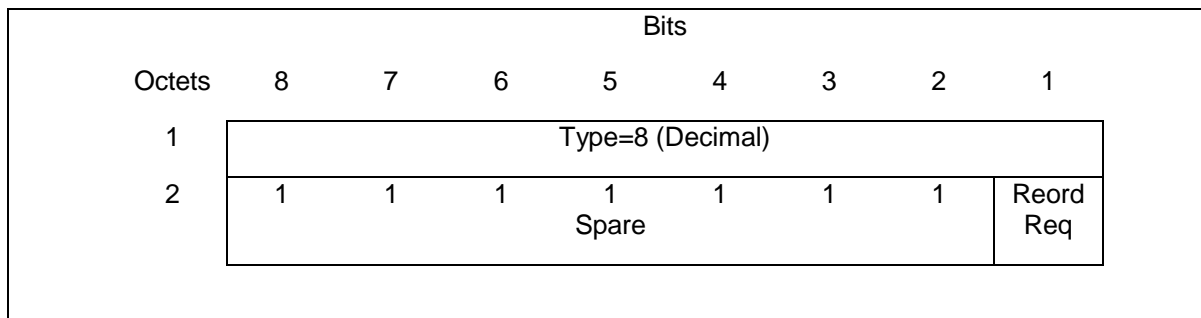 Bits
Octets 8 7 6 5 4 3 2 1
1 Type=8 (Decimal)
2 1 1 1 1 1 1 1 Reord
Spare Req